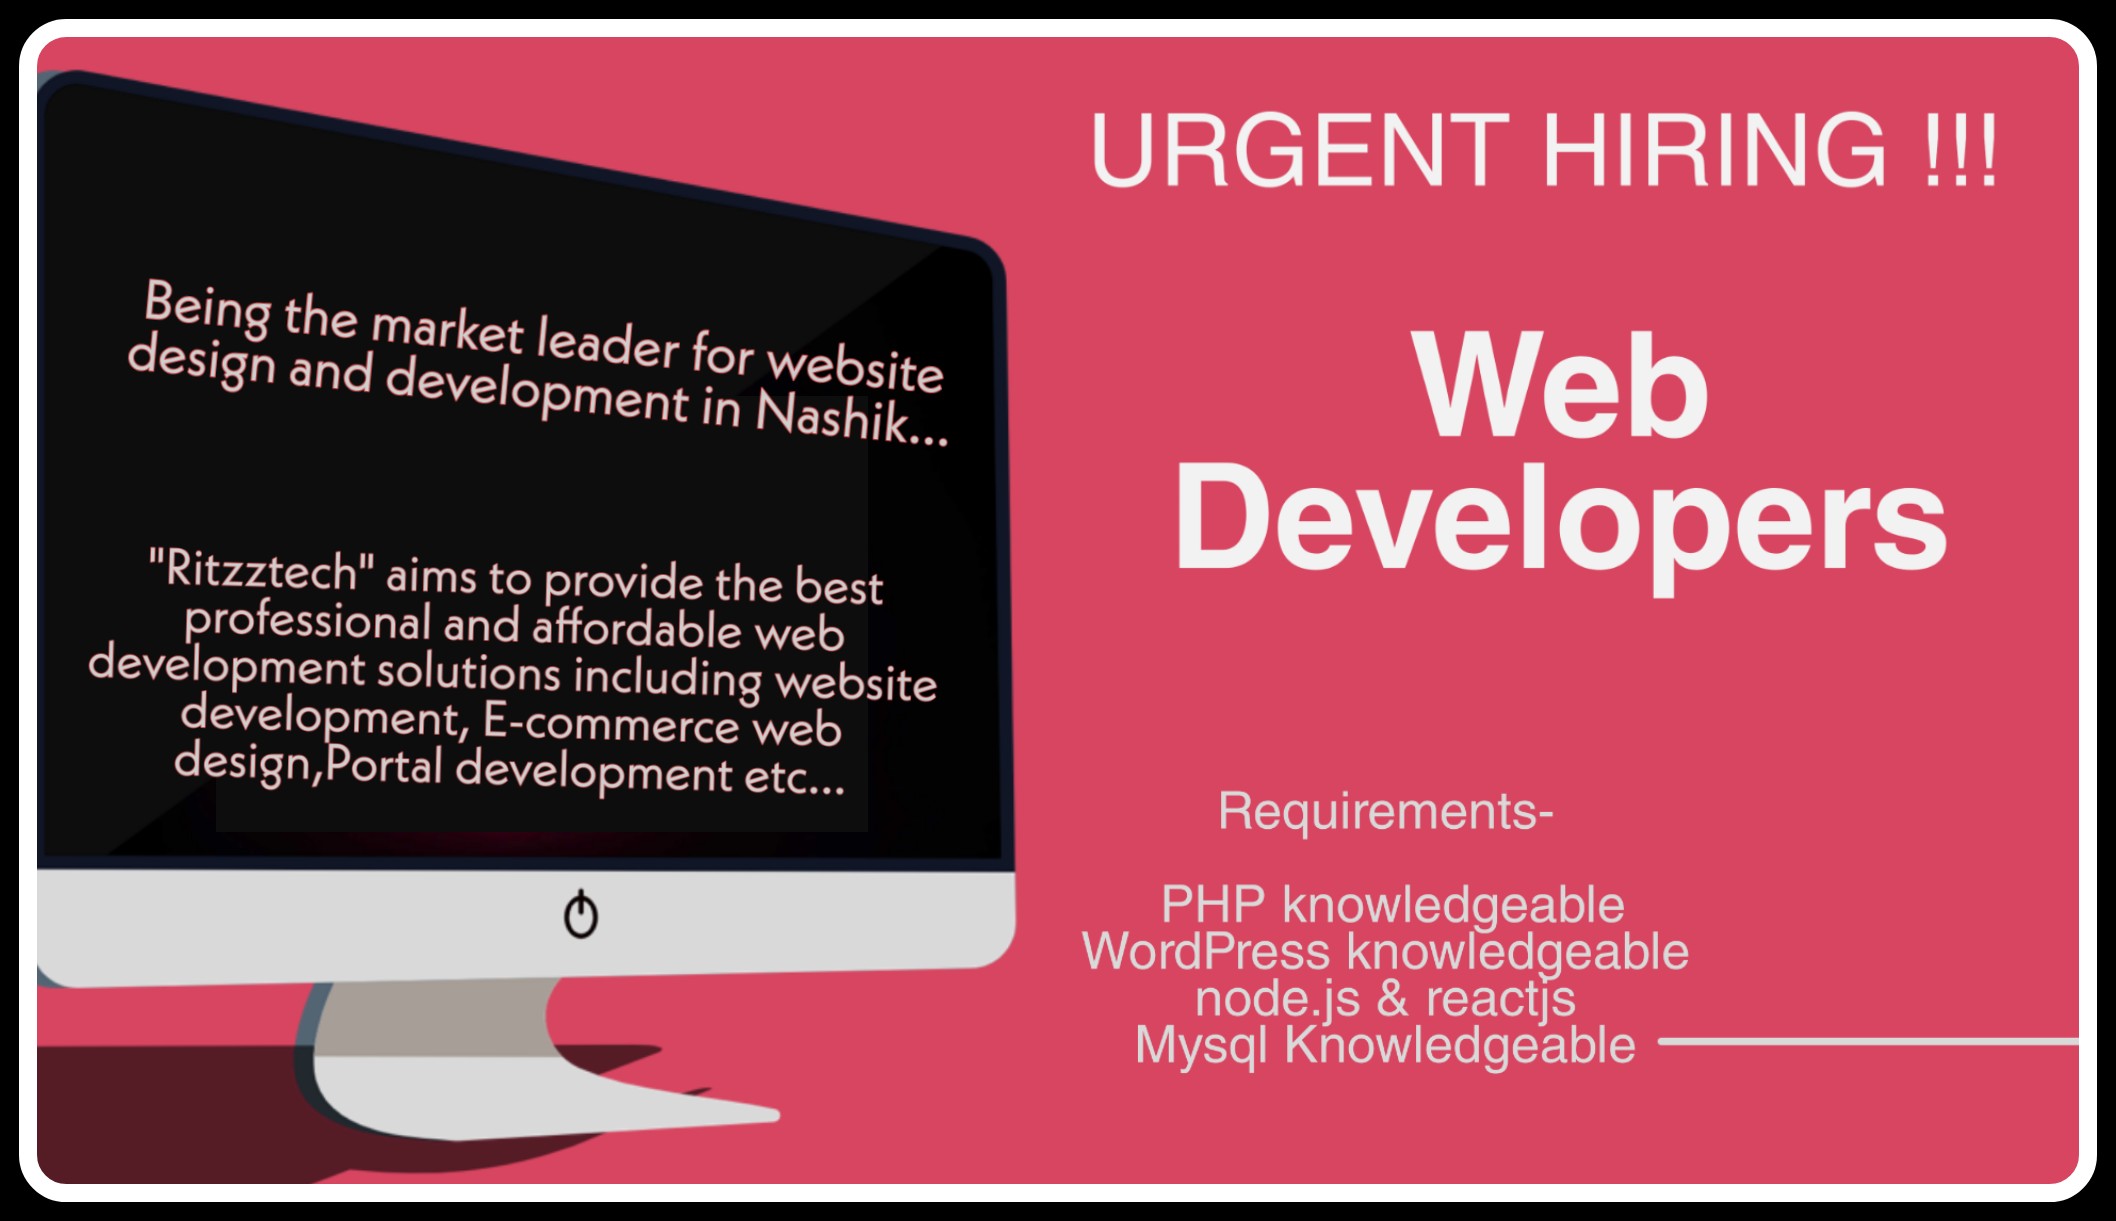 Being the market leader for website
design and development in Nashik...
"Ritzztech" aims to provide the best
professional and affordable web
development solutions including website
development, E-commerce web
design,Portal development etc...
URGENT HIRING !!!
Web
Developers
Requirements-
PHP knowledgeable
WordPress knowledgeable
node.js & reactjs
Mysql Knowledgeable